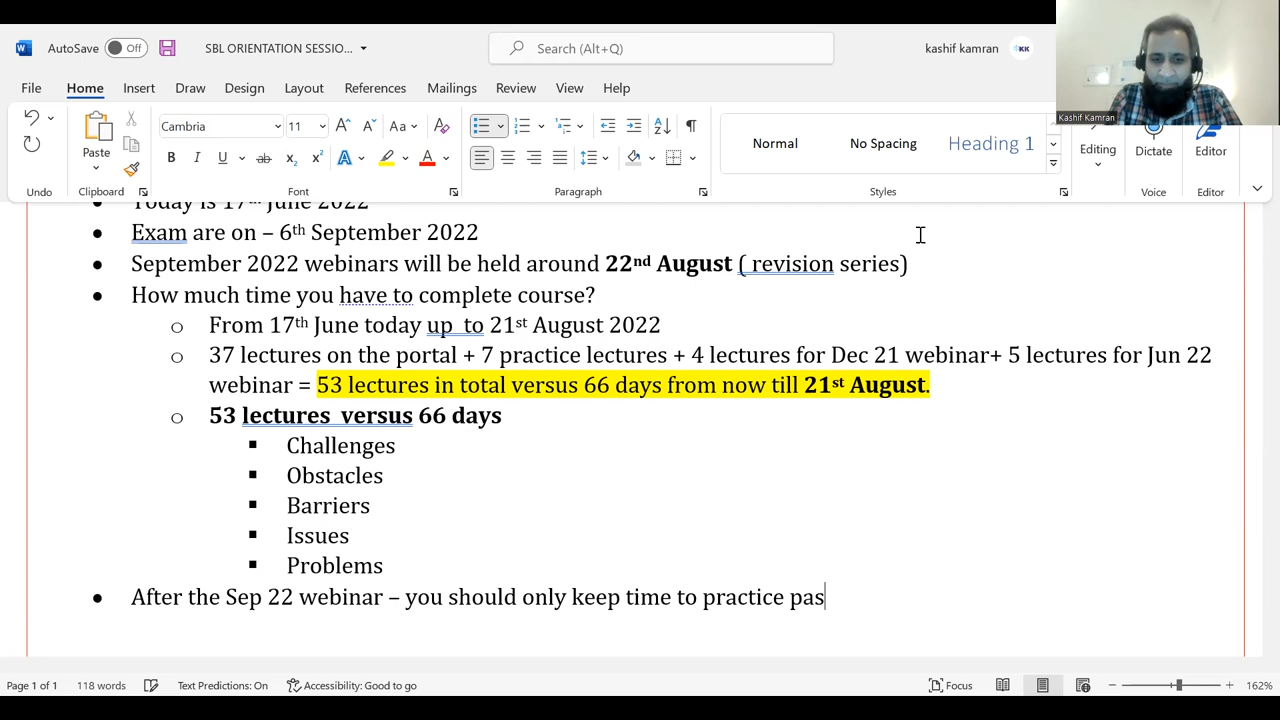 AutoSave Off SBL ORIENTATION SESSIO... Search (Alt+Q) kashif kamran KK
File Home Insert Draw Design Layout References Mailings Review View Help
Kashif Kamran
Cambria 11 Aa
Paste
Normal No Spacing Heading 1
Editing Dictate Editor
Undo Clipboard Font Paragraph Styles Voice Editor
Today is 17th June 2022
Exam are on – 6th September 2022
September 2022 webinars will be held around 22nd August ( revision series)
How much time you have to complete course?
From 17th June today up to 21st August 2022
37 lectures on the portal + 7 practice lectures + 4 lectures for Dec 21 webinar+ 5 lectures for Jun 22
webinar = 53 lectures in total versus 66 days from now till 21st August.
53 lectures versus 66 days
Challenges
Obstacles
Barriers
Issues
Problems
After the Sep 22 webinar – you should only keep time to practice pas
Page 1 of 1 118 words Text Predictions: On Accessibility: Good to go Focus 162%